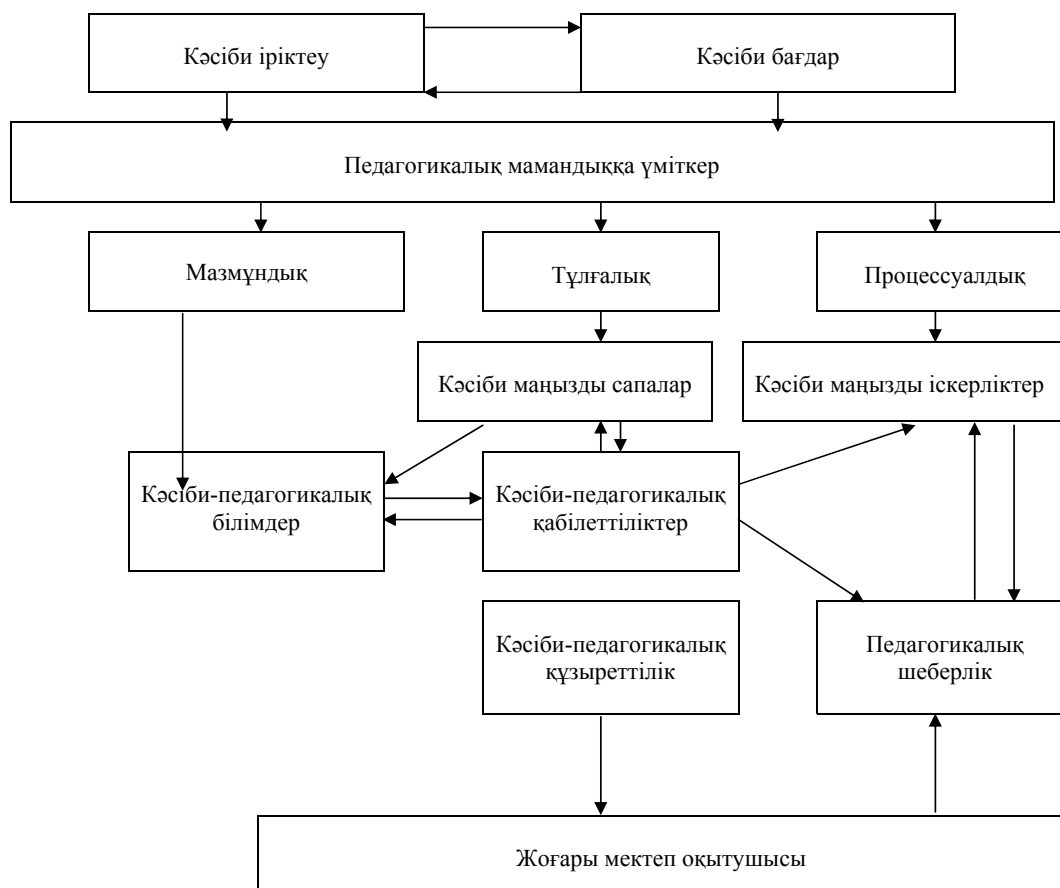 Кәсіби іріктеу
Кәсіби бағдар
Педагогикалық мамандыққа үміткер
Мазмұндық
Тұлғалық
Процессуалдық
Кәсіби маңызды сапалар
Кәсіби маңызды іскерліктер
Кәсіби-педагогикалық
білімдер
Кәсіби-педагогикалық
қабілеттіліктер
Кәсіби-педагогикалық
құзыреттілік
Педагогикалық
шеберлік
Жоғары мектеп оқытушысы